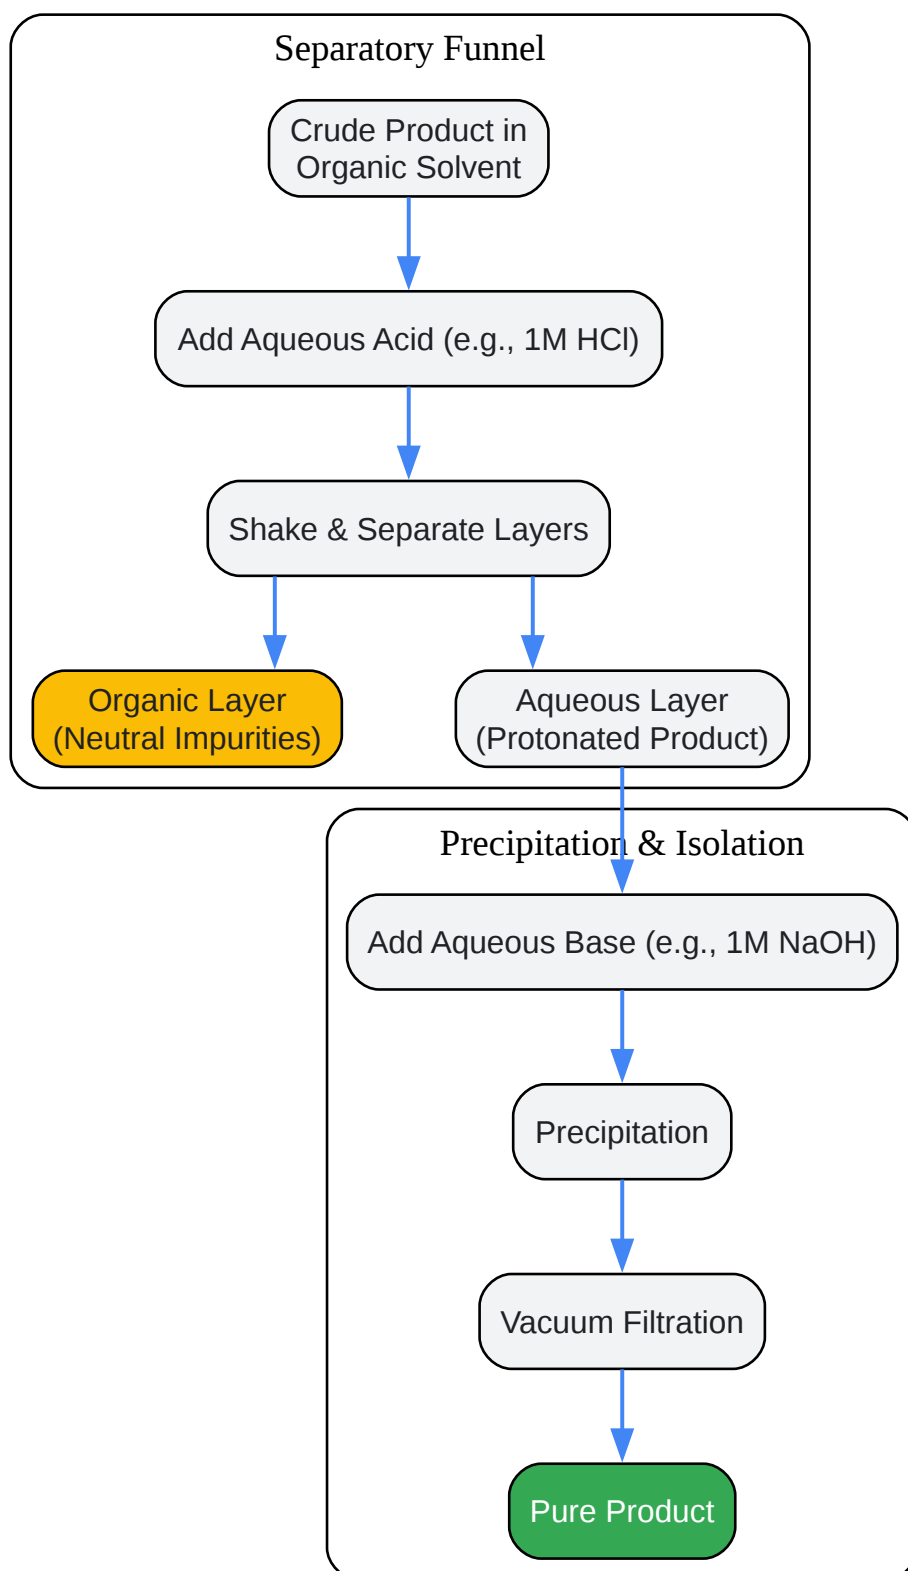 Separatory Funnel
Crude Product in
Organic Solvent
Add Aqueous Acid (e.g., 1M HCl)
Shake & Separate Layers
Organic Layer
(Neutral Impurities)
Aqueous Layer
(Protonated Product)
Precipitation & Isolation
Add Aqueous Base (e.g., 1M NaOH)
Precipitation
Vacuum Filtration
Pure Product